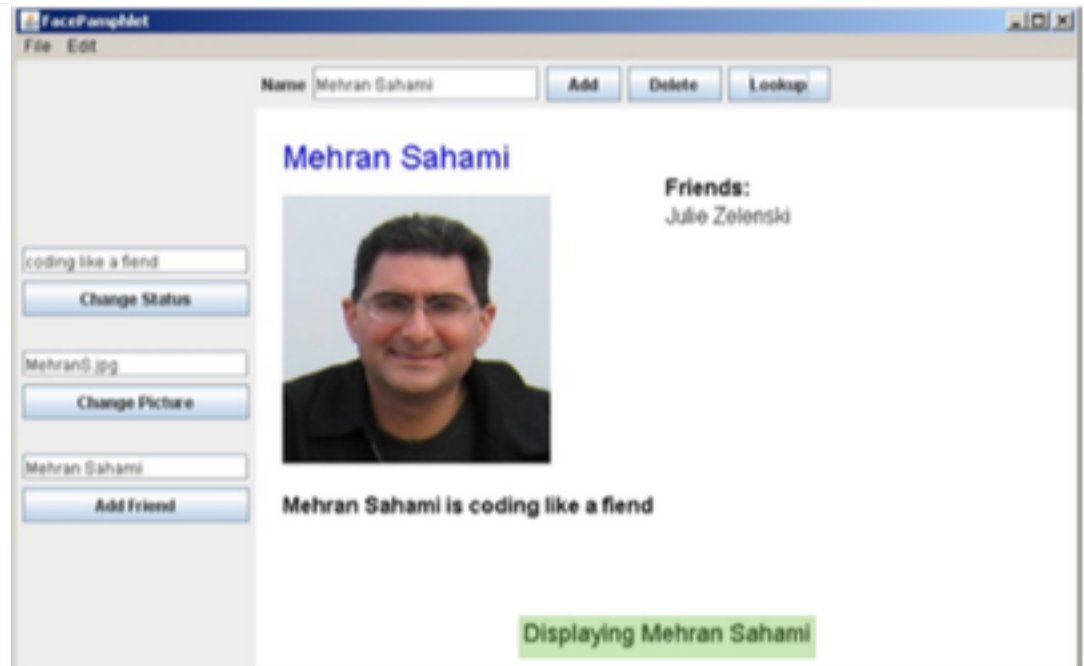 FacePamphlet
File Edit
Name Mehran Sahami Add Delete Lookup
Mehran Sahami
Friends:
Julie Zelenski
coding like a fiend
Change Status
MehranS.jpg
Change Picture
Mehran Sahami
Add Friend
Mehran Sahami is coding like a fiend
Displaying Mehran Sahami